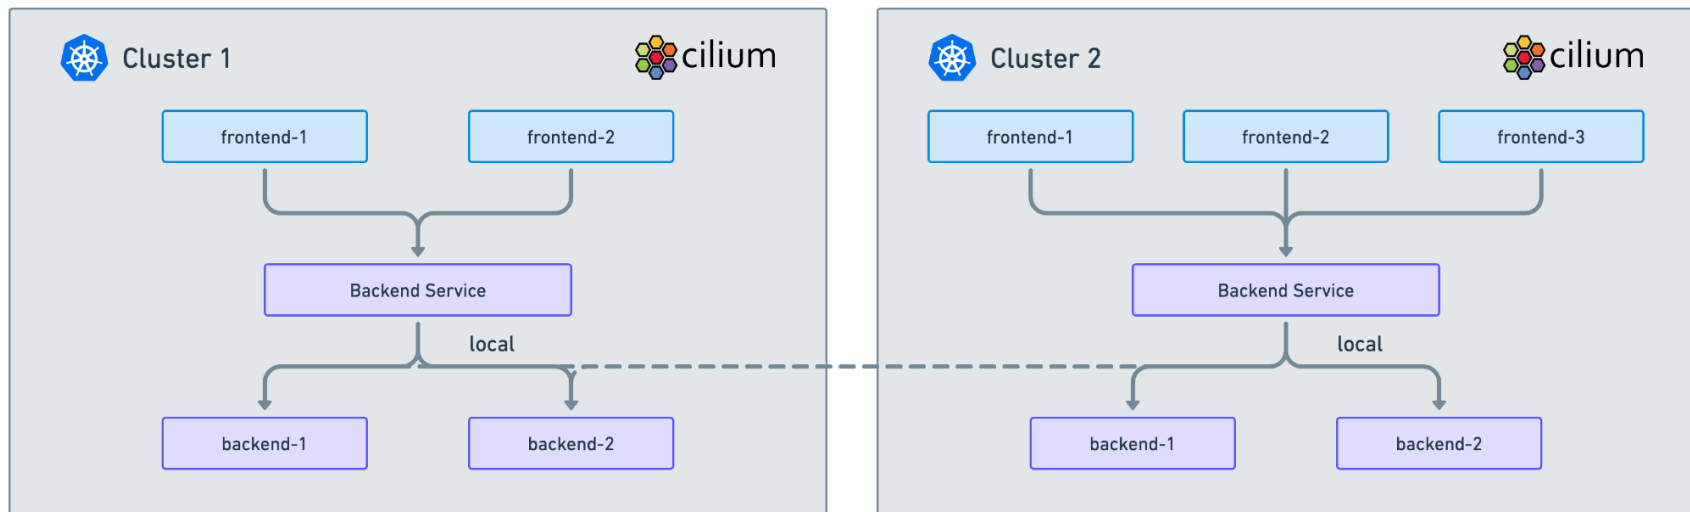 Cluster 1
cilium
frontend-1
frontend-2
Backend Service
local
backend-1
backend-2
Cluster 2
cilium
frontend-1
frontend-2
frontend-3
Backend Service
local
backend-1
backend-2